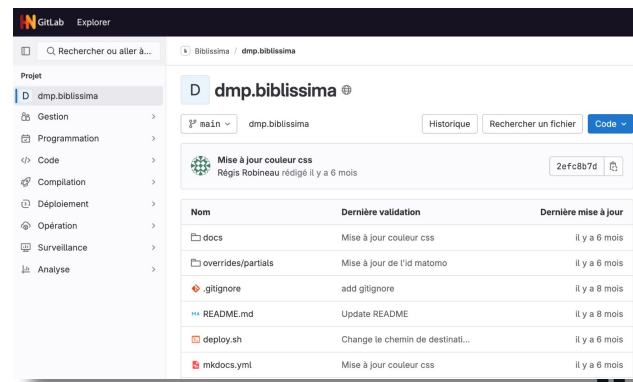 GitLab Explorer
Rechercher ou aller à...
Biblissima / dmp.biblissima
Projet
D dmp.biblissima
D dmp.biblissima
Gestion
main dmp.biblissima Historique Rechercher un fichier Code
Programmation
Code
Mise à jour couleur css
Régis Robineau rédigé il y a 6 mois
2efc8b7d
Compilation
Déploiement
Opération
Surveillance
Analyse
Nom Dernière validation Dernière mise à jour
docs Mise à jour couleur css il y a 6 mois
overrides/partials Mise à jour de l'id matomo il y a 6 mois
.gitignore add gitignore il y a 8 mois
README.md Update README il y a 8 mois
deploy.sh Change le chemin de destinati... il y a 6 mois
mkdocs.yml Mise à jour couleur css il y a 6 mois